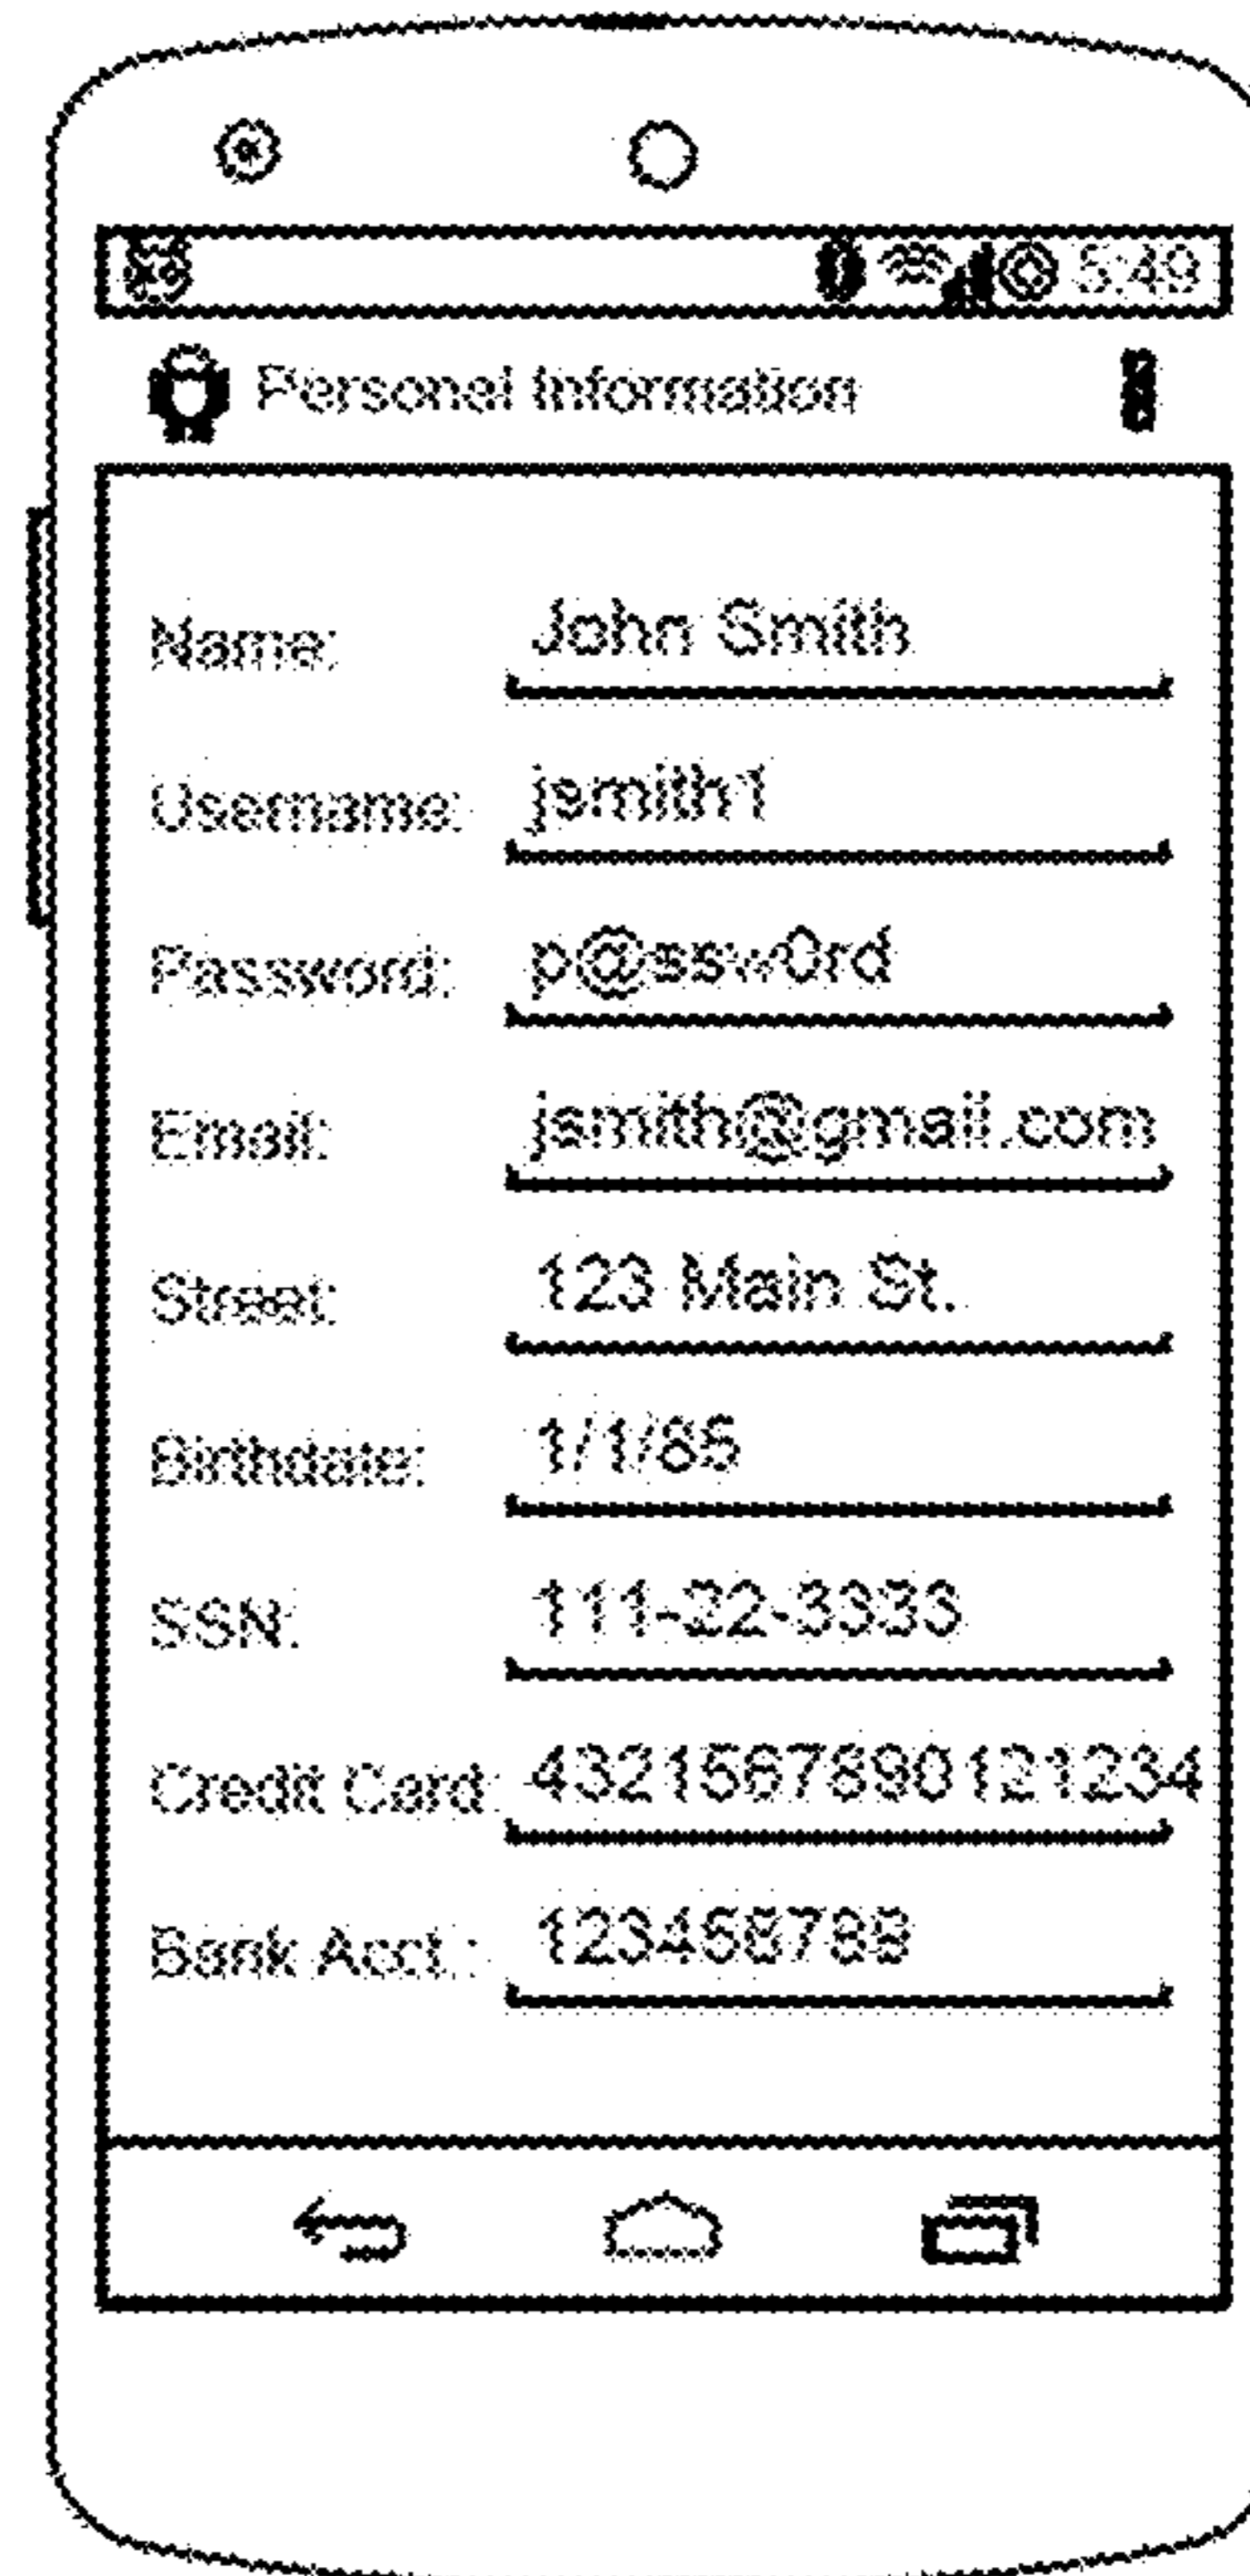 5:49
Personal Information
Name: John Smith
Username: jsmith1
Password: p@ssw0rd
Email: jsmith@gmail.com
Street: 123 Main St.
Birthdate: 1/1/85
SSN: 111-22-3333
Credit Card: 4321567890121234
Bank Acct.: 123456789